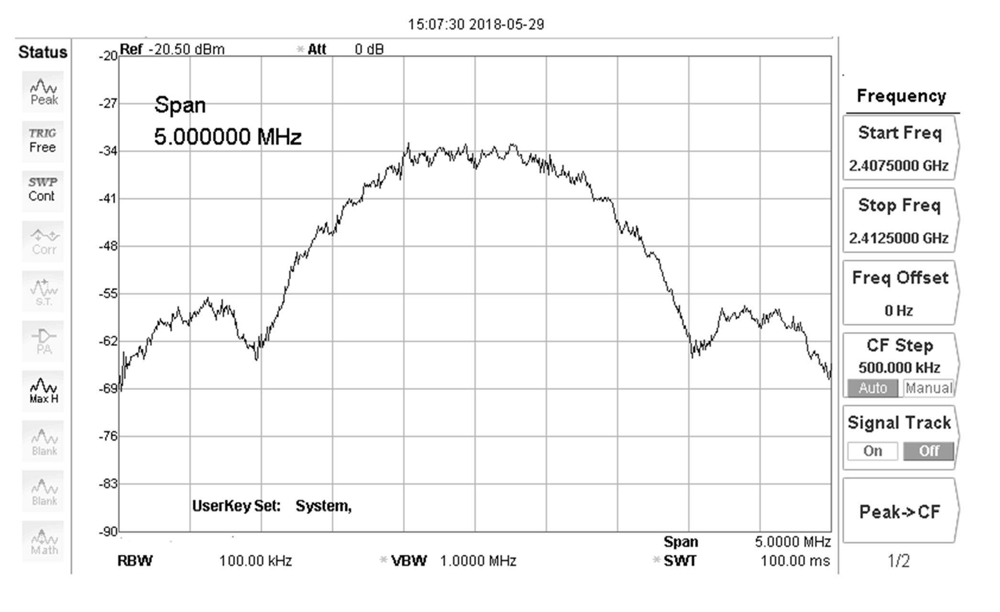 15:07:30 2018-05-29
Status
Peak
TRIG
Free
SWP
Cont
Corr
S.T.
PA
Max H
Blank
Blank
Math
Ref -20.50 dBm * Att 0 dB
-20
-27
-34
-41
-48
-55
-62
-69
-76
-83
-90
Span
5.000000 MHz
UserKey Set: System,
Span 5.0000 MHz
RBW 100.00 kHz * VBW 1.0000 MHz * SWT 100.00 ms
Frequency
Start Freq
2.4075000 GHz
Stop Freq
2.4125000 GHz
Freq Offset
0 Hz
CF Step
500.000 kHz
Auto Manual
Signal Track
On Off
Peak->CF
1/2